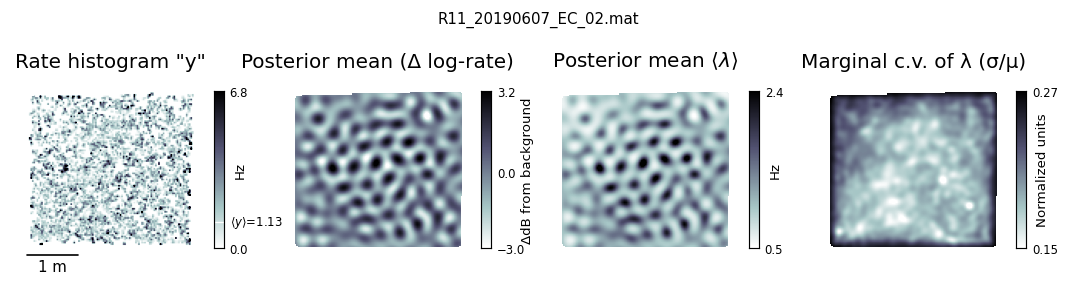 R11_20190607_EC_02.mat
Rate histogram "y"
Posterior mean (Δ log-rate)
Posterior mean ⟨λ⟩
Marginal c.v. of λ (σ/μ)
6.8
Hz
⟨y⟩=1.13
0.0
1 m
3.2
0.0
−3.0
ΔdB from background
2.4
Hz
0.5
0.27
Normalized units
0.15